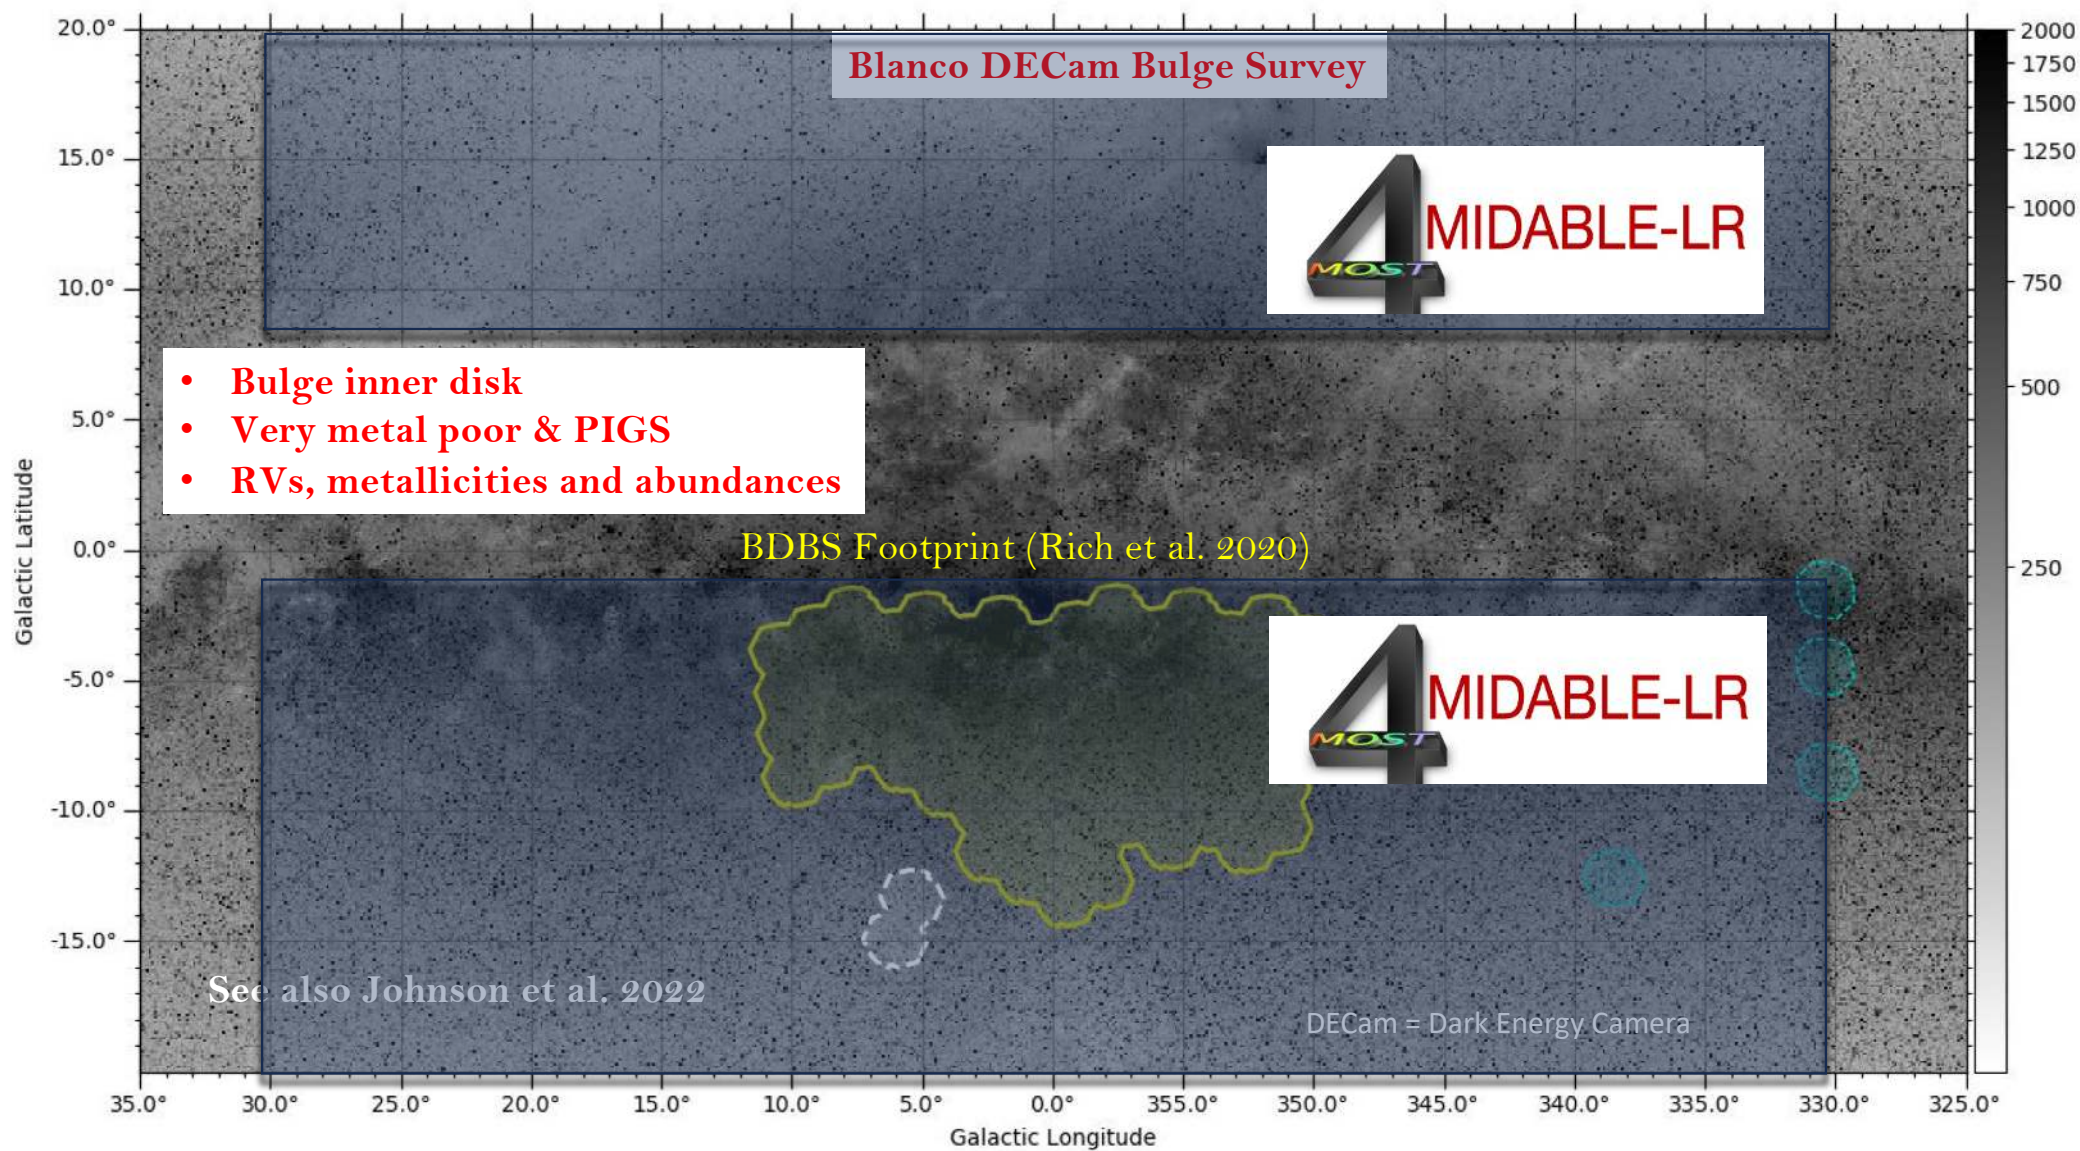 Blanco DECam Bulge Survey
20.0°
15.0°
10.0°
5.0°
0.0°
-5.0°
-10.0°
-15.0°
Galactic Latitude
4MIDABLE-LR
MOST
• Bulge inner disk
• Very metal poor & PIGS
• RVs, metallicities and abundances
BDBS Footprint (Rich et al. 2020)
4MIDABLE-LR
MOST
See also Johnson et al. 2022
DECam = Dark Energy Camera
35.0° 30.0° 25.0° 20.0° 15.0° 10.0° 5.0° 0.0° 355.0° 350.0° 345.0° 340.0° 335.0° 330.0° 325.0°
Galactic Longitude
2000
1750
1500
1250
1000
750
500
250